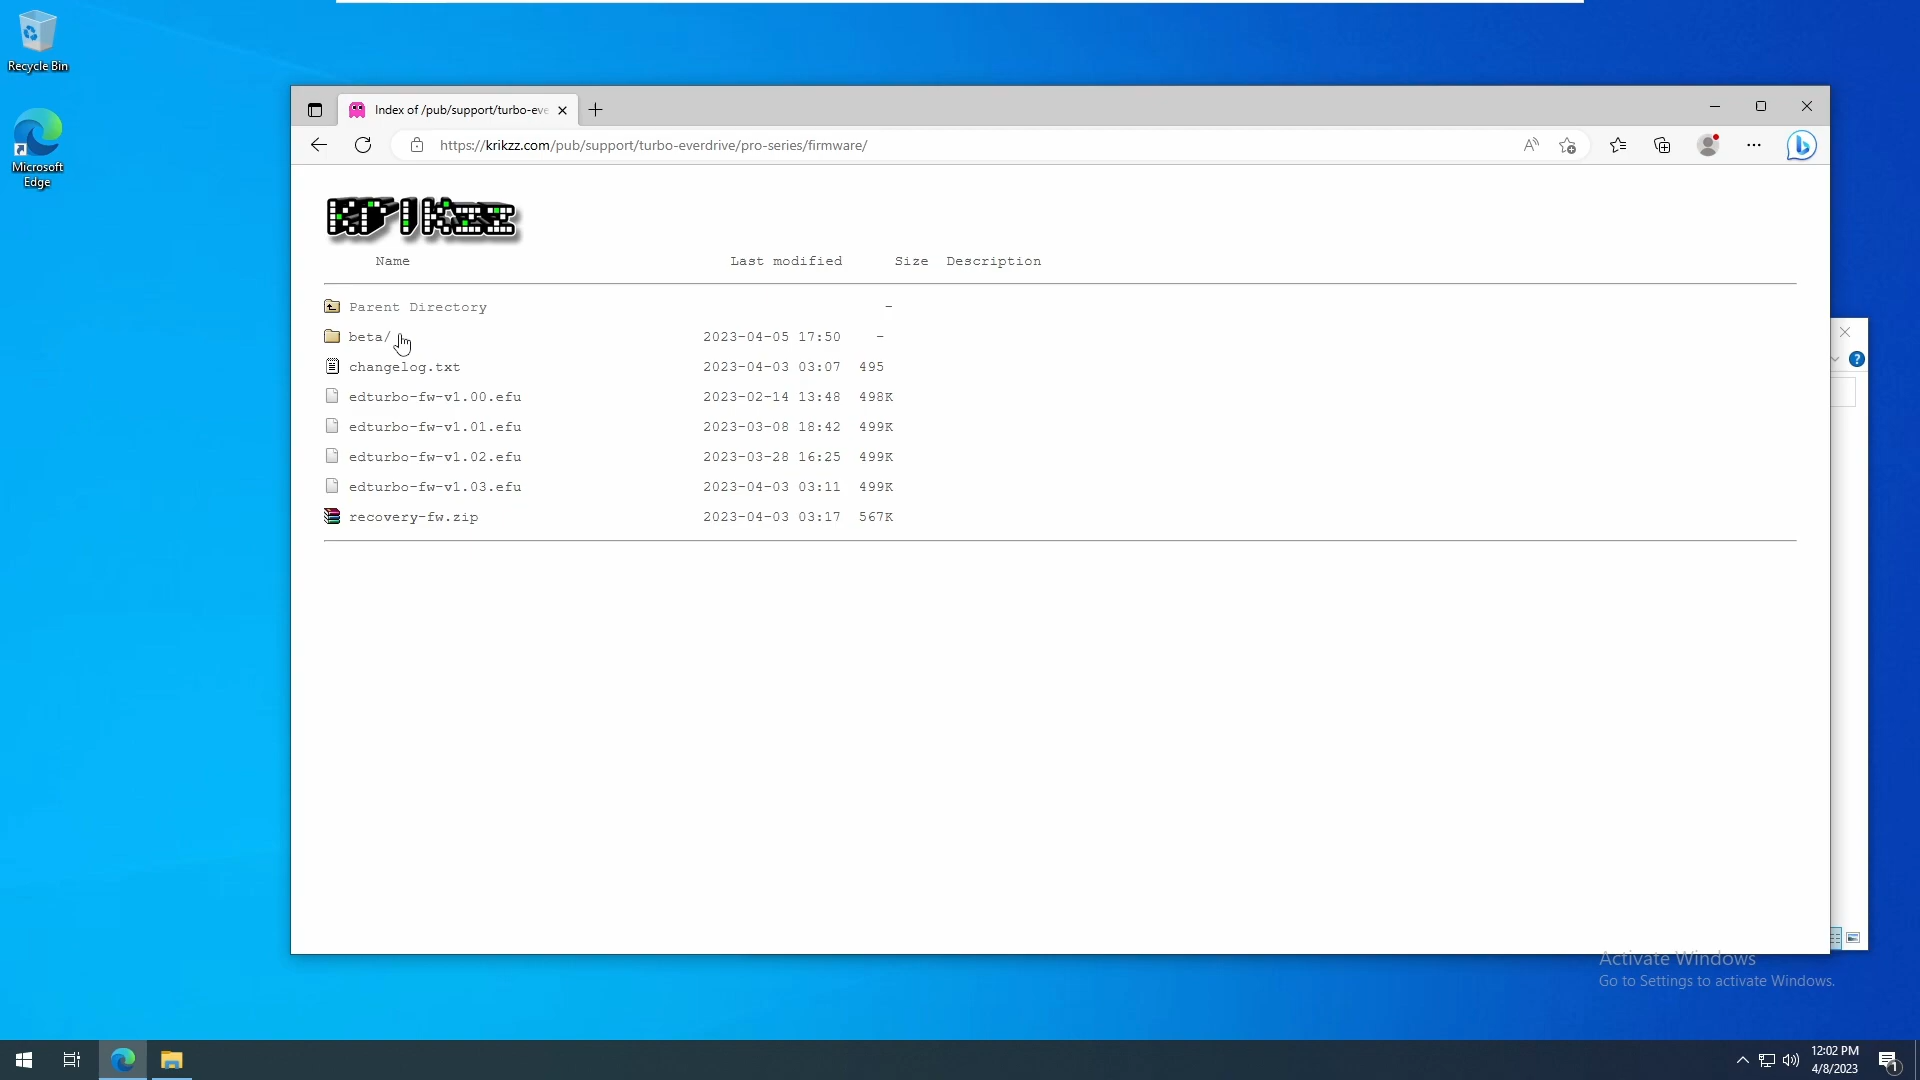 Recycle Bin
Microsoft
Edge
Index of /pub/support/turbo-eve
https://krikzz.com/pub/support/turbo-everdrive/pro-series/firmware/
krikzz
Name Last modified Size Description
Parent Directory -
beta/ 2023-04-05 17:50 -
changelog.txt 2023-04-03 03:07 495
edturbo-fw-v1.00.efu 2023-02-14 13:48 498K
edturbo-fw-v1.01.efu 2023-03-08 18:42 499K
edturbo-fw-v1.02.efu 2023-03-28 16:25 499K
edturbo-fw-v1.03.efu 2023-04-03 03:11 499K
recovery-fw.zip 2023-04-03 03:17 567K
Activate Windows
Go to Settings to activate Windows.
12:02 PM
4/8/2023
1